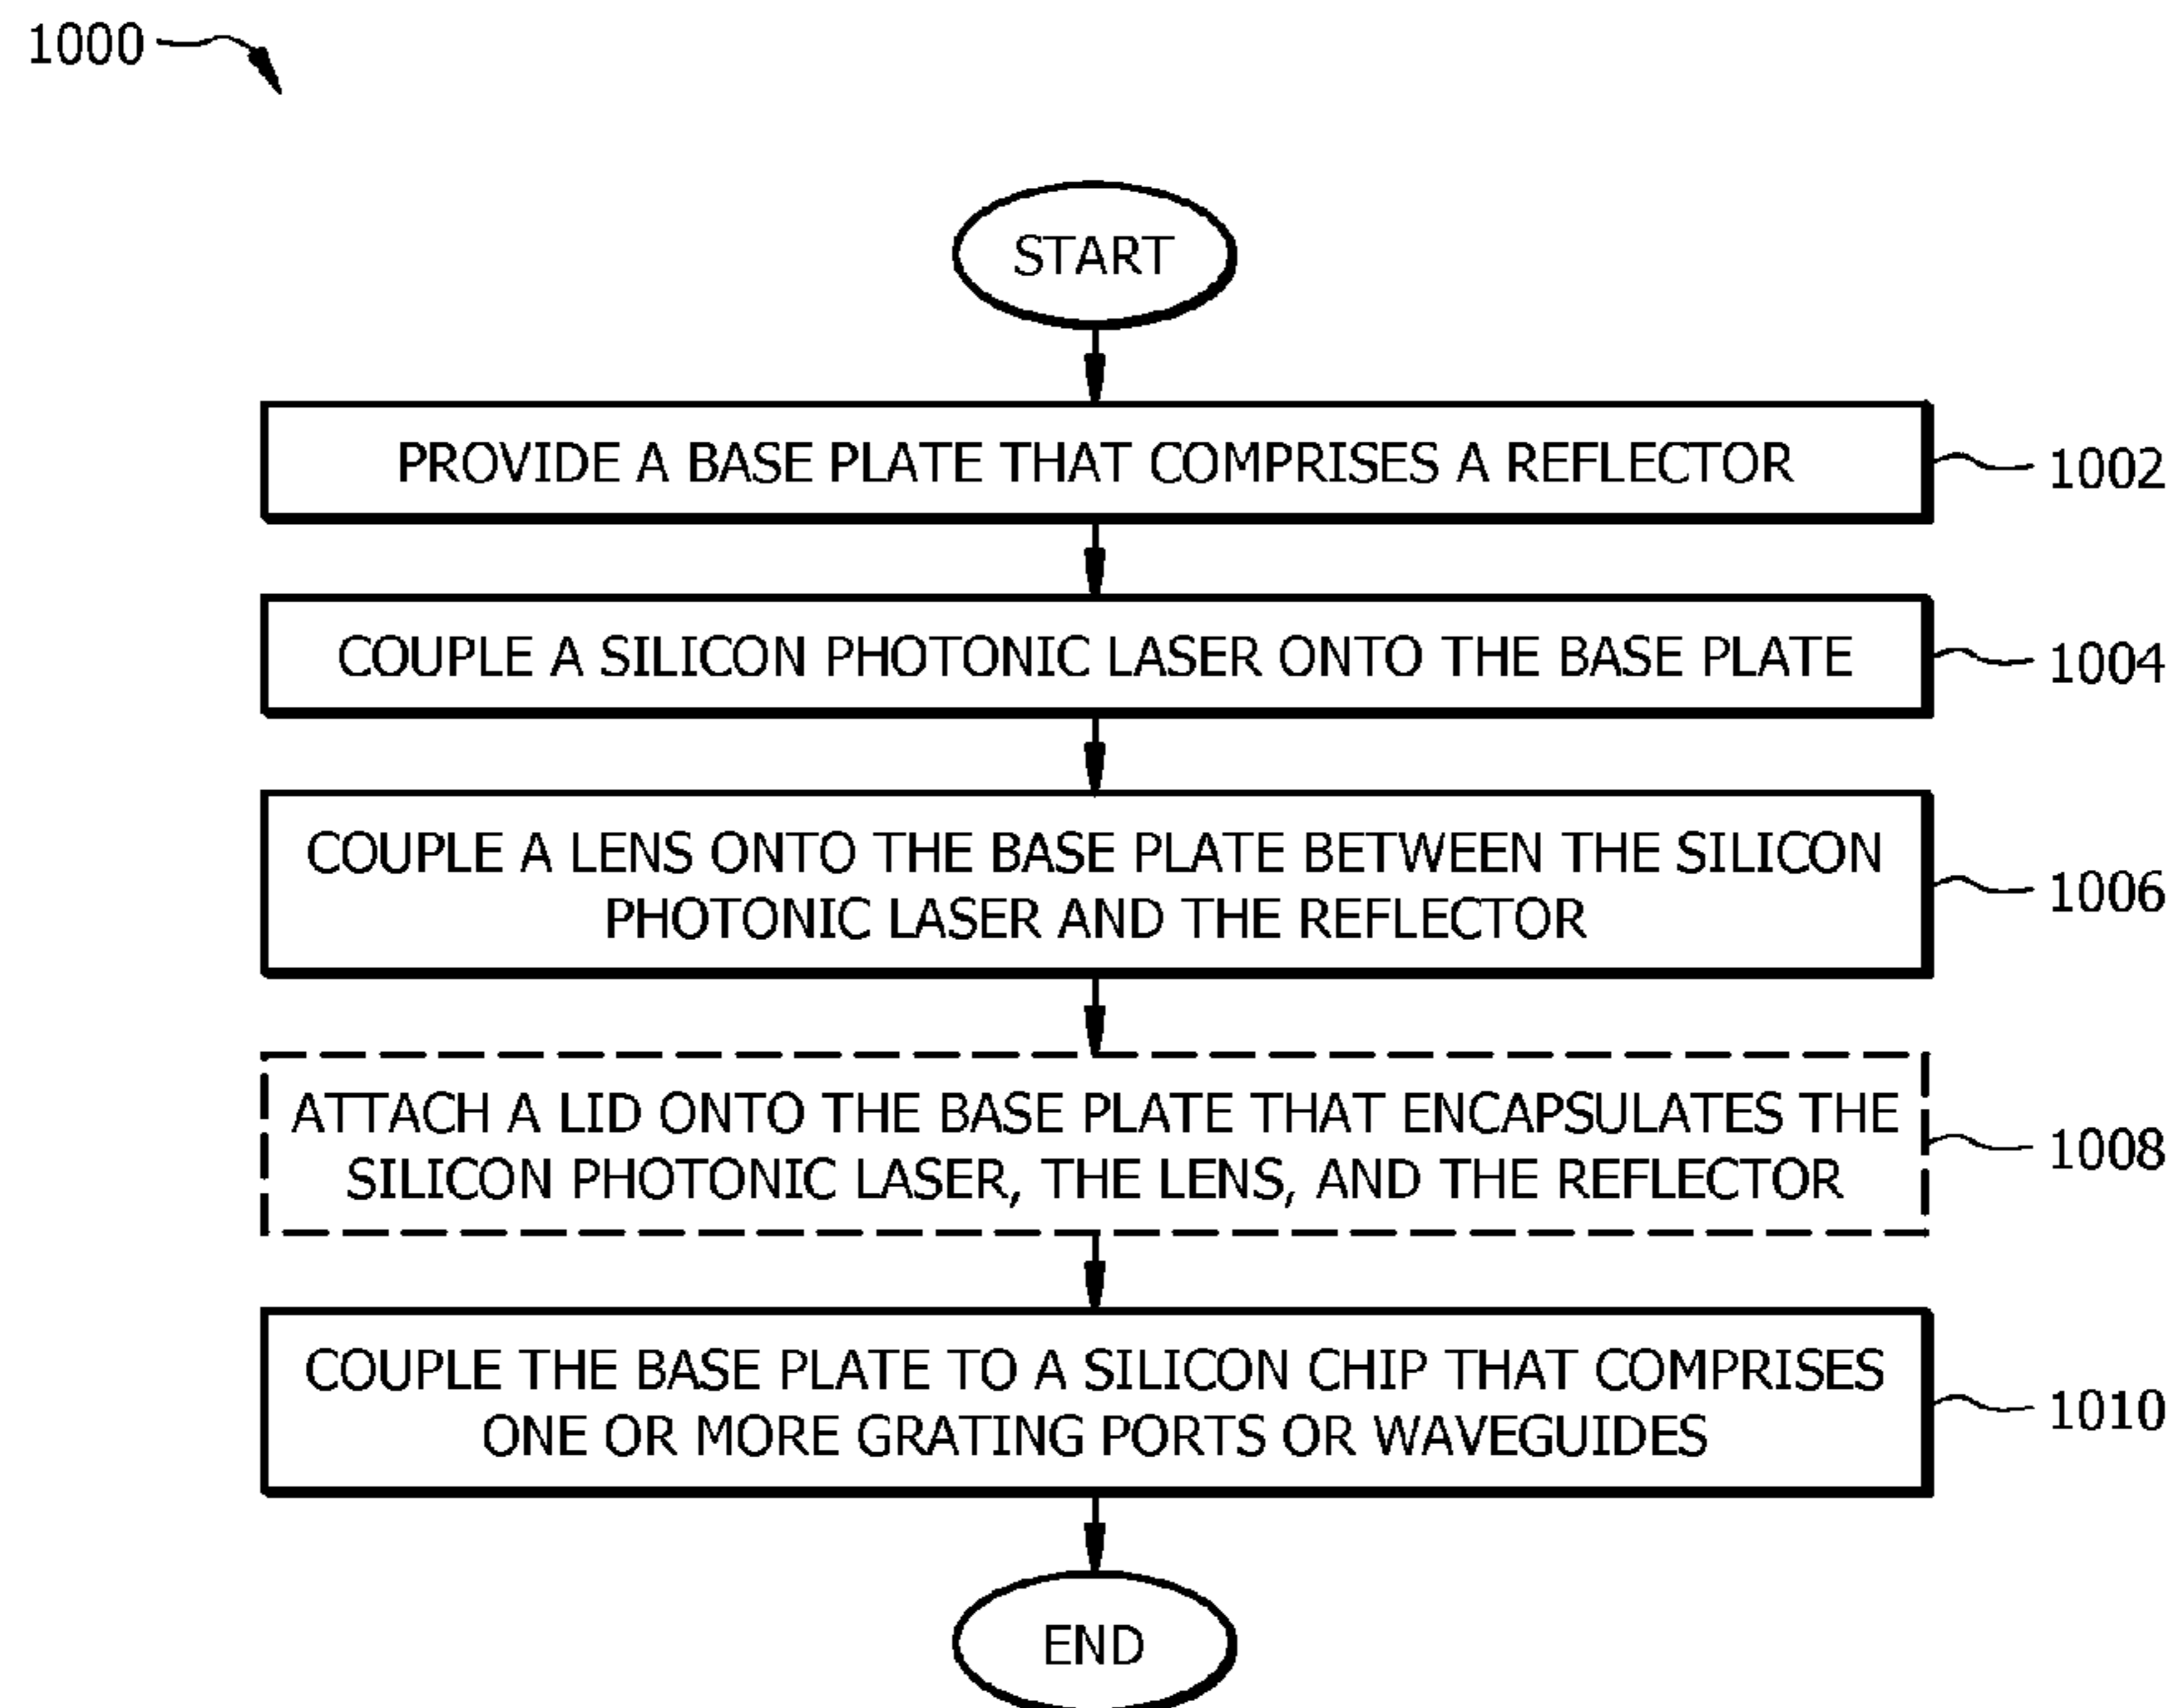 1000
START
PROVIDE A BASE PLATE THAT COMPRISES A REFLECTOR
1002
COUPLE A SILICON PHOTONIC LASER ONTO THE BASE PLATE
1004
COUPLE A LENS ONTO THE BASE PLATE BETWEEN THE SILICON
PHOTONIC LASER AND THE REFLECTOR
1006
ATTACH A LID ONTO THE BASE PLATE THAT ENCAPSULATES THE
SILICON PHOTONIC LASER, THE LENS, AND THE REFLECTOR
1008
COUPLE THE BASE PLATE TO A SILICON CHIP THAT COMPRISES
ONE OR MORE GRATING PORTS OR WAVEGUIDES
1010
END